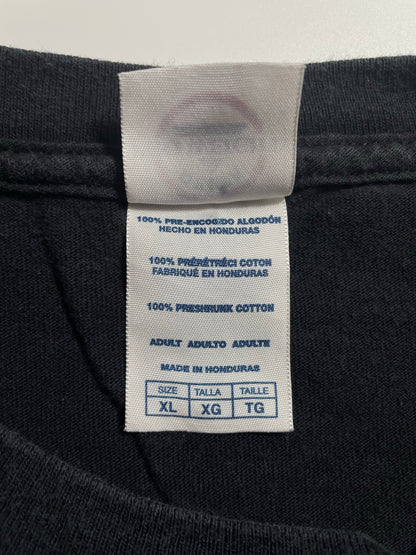 100% PRE-ENCOGIDO ALGODÓN
HECHO EN HONDURAS
100% PRÉRÉTRÉCI COTON
FABRIQUÉ EN HONDURAS
100% PRESHRUNK COTTON
ADULT ADULTO ADULTE
MADE IN HONDURAS
SIZE TALLA TAILLE
XL XG TG